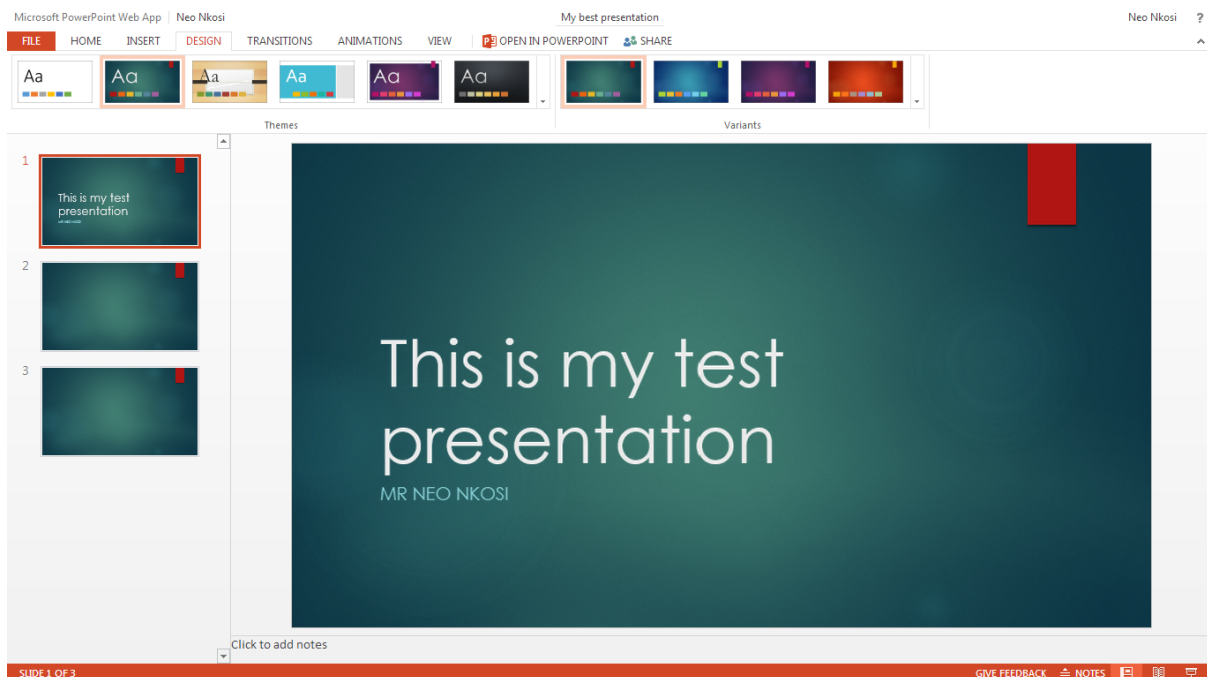 Microsoft PowerPoint Web App | Neo Nkosi My best presentation Neo Nkosi ?
FILE HOME INSERT DESIGN TRANSITIONS ANIMATIONS VIEW OPEN IN POWERPOINT SHARE
Aa Aa Aa Aa Aa Aa
Themes Variants
1
This is my test
presentation
MR NEO NKOSI
2
3
This is my test
presentation
MR NEO NKOSI
Click to add notes
SLIDE 1 OF 3 GIVE FEEDBACK NOTES